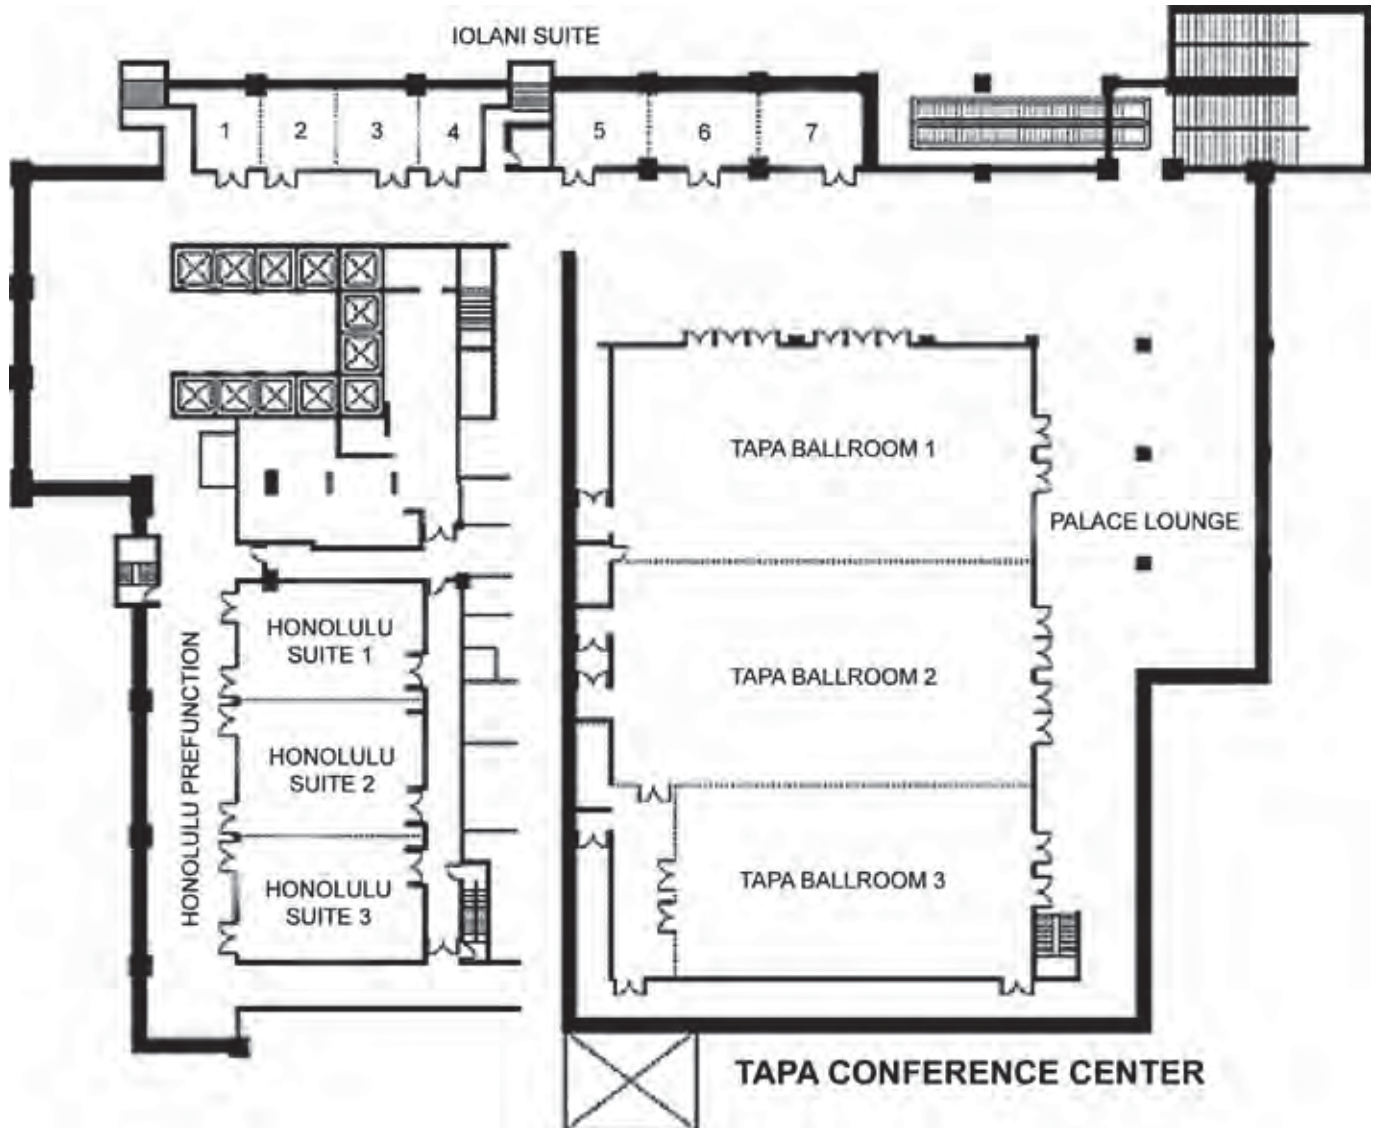 IOLANI SUITE
1
2
3
4
5
6
7
TAPA BALLROOM 1
PALACE LOUNGE
HONOLULU
SUITE 1
HONOLULU PREFUNCTION
TAPA BALLROOM 2
HONOLULU
SUITE 2
HONOLULU
SUITE 3
TAPA BALLROOM 3
TAPA CONFERENCE CENTER